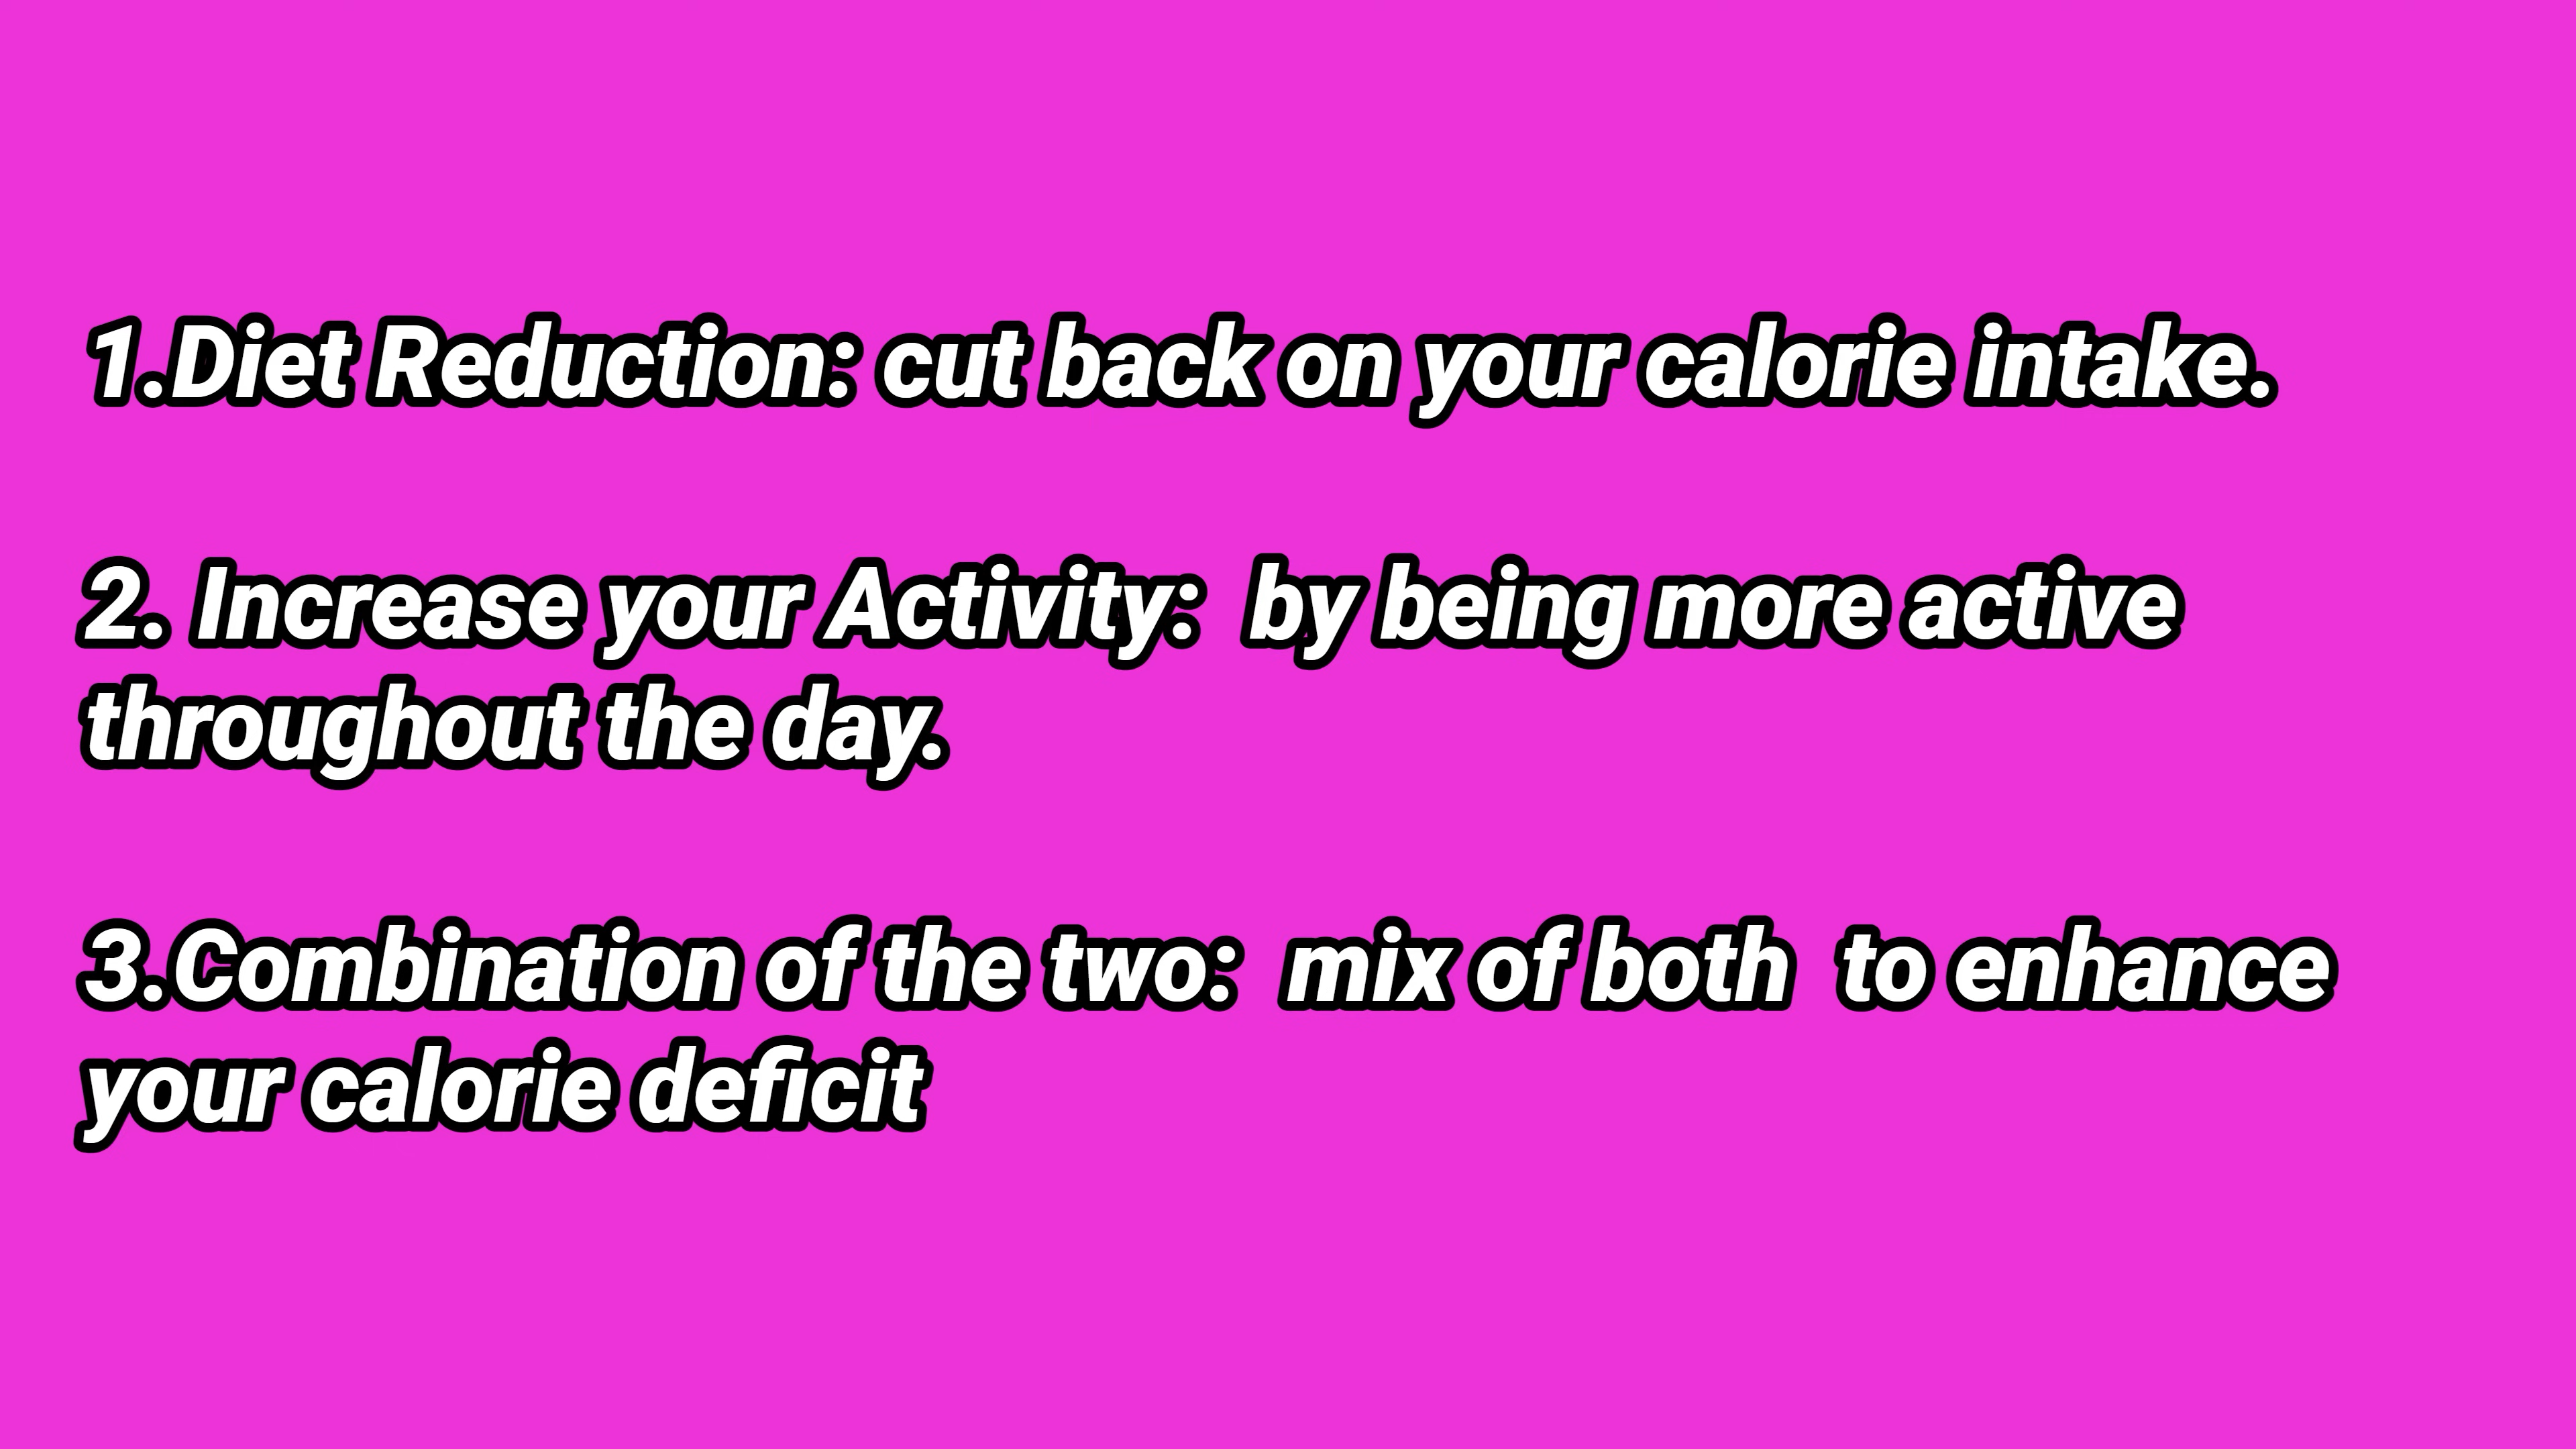 1.Diet Reduction: cut back on your calorie intake.
2. Increase your Activity:  by being more active
throughout the day.
3.Combination of the two:  mix of both  to enhance
your calorie deficit